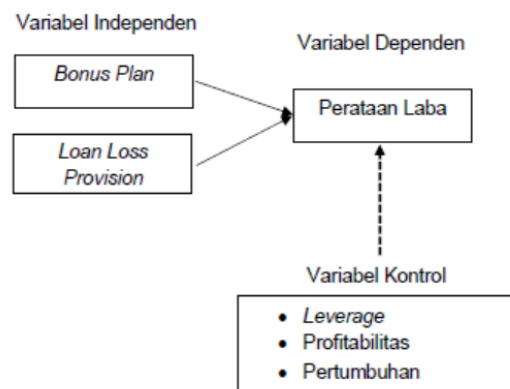 Variabel Independen
Bonus Plan
Loan Loss
Provision
Variabel Dependen
Perataan Laba
Variabel Kontrol
• Leverage
• Profitabilitas
• Pertumbuhan